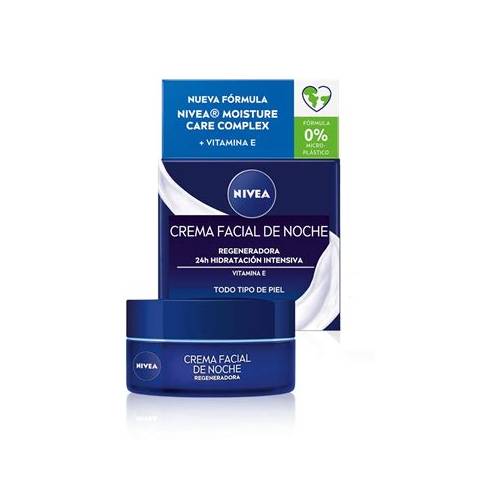 NUEVA FÓRMULA
NIVEA® MOISTURE
CARE COMPLEX
+ VITAMINA E
FÓRMULA
0%
MICRO-
PLÁSTICO
NIVEA
CREMA FACIAL DE NOCHE
REGENERADORA
24h HIDRATACIÓN INTENSIVA
VITAMINA E
TODO TIPO DE PIEL
NIVEA
CREMA FACIAL
DE NOCHE
REGENERADORA